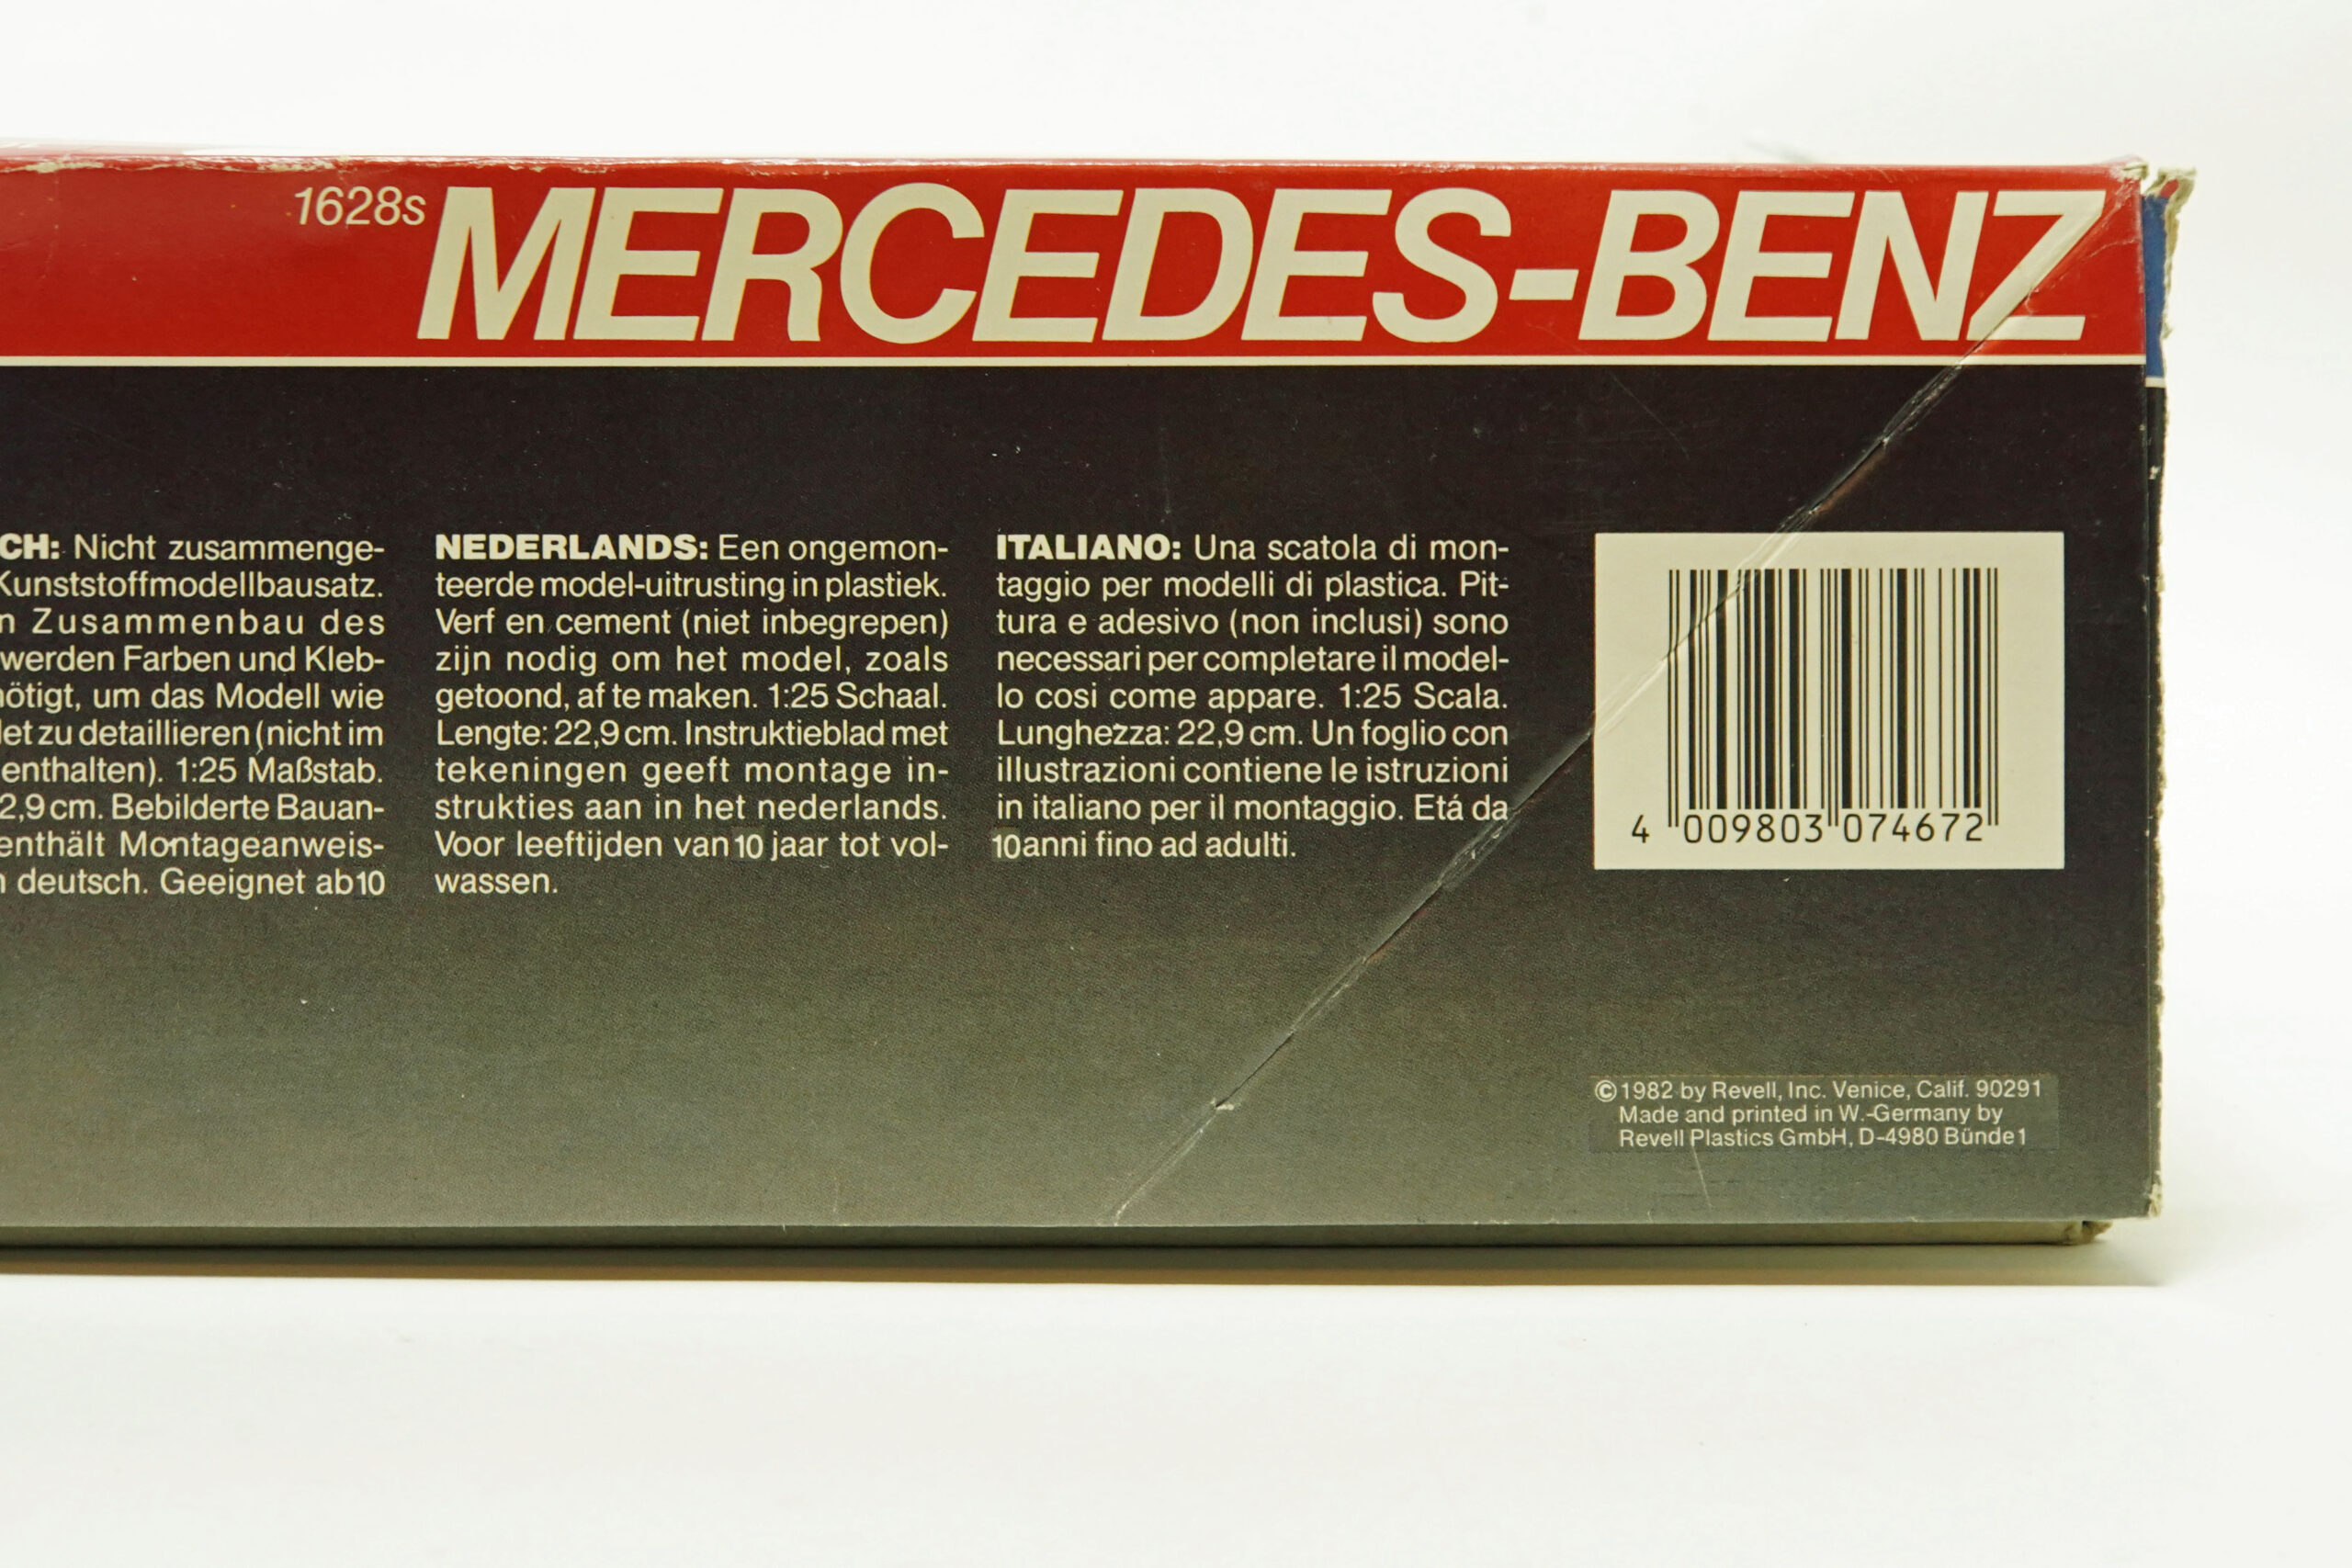 1628s MERCEDES-BENZ
CH: Nicht zusammenge-
Kunststoffmodellbausatz.
Zusammenbau des
werden Farben und Kleb-
um das Modell wie
zu detaillieren (nicht im
enthalten). 1:25 Maßstab.
2,9 cm. Bebilderte Bauan-
enthält Montageanweis-
deutsch. Geeignet ab 10
NEDERLANDS: Een ongemon-
teerde model-uitrusting in plastiek.
Verf en cement (niet inbegrepen)
zijn nodig om het model, zoals
getoond, af te maken. 1:25 Schaal.
Lengte: 22,9 cm. Instruktieblad met
tekeningen geeft montage in-
strukties aan in het nederlands.
Voor leeftijden van 10 jaar tot vol-
wassen.
ITALIANO: Una scatola di mon-
taggio per modelli di plastica. Pit-
tura e adesivo (non inclusi) sono
necessari per completare il model-
lo cosi come appare. 1:25 Scala.
Lunghezza: 22,9 cm. Un foglio con
illustrazioni contiene le istruzioni
in italiano per il montaggio. Etá da
10 anni fino ad adulti.
4 009803 074672
© 1982 by Revell, Inc. Venice, Calif. 90291
Made and printed in W.-Germany by
Revell Plastics GmbH, D-4980 Bünde 1